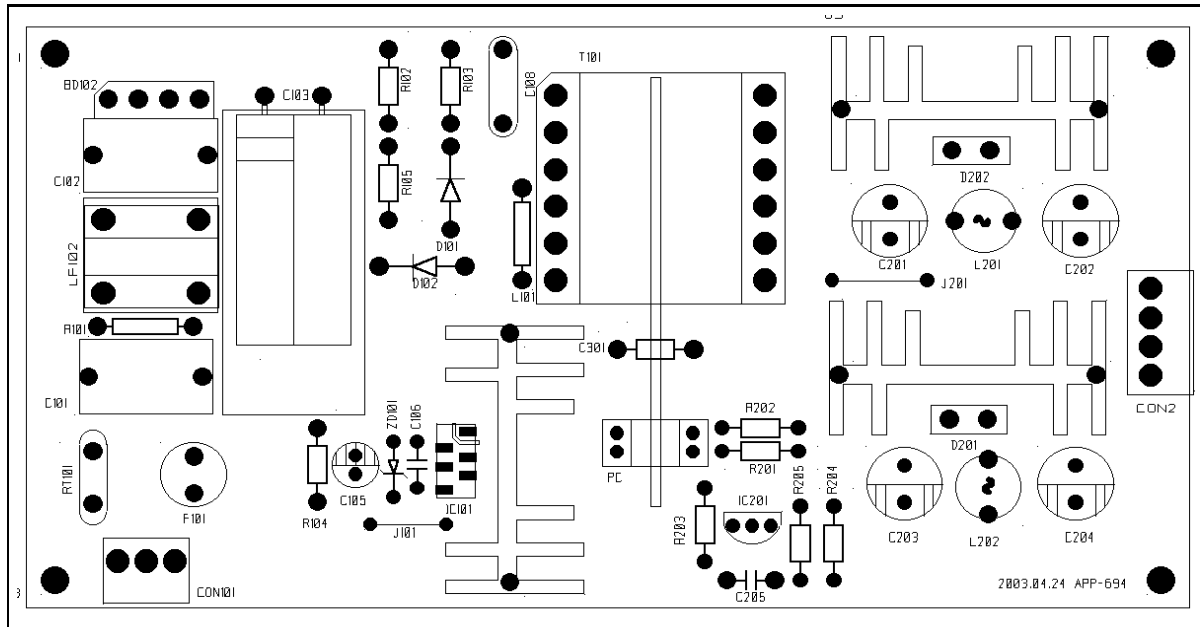 BD102
C103
R102
R103
C108
T101
C102
R105
D202
LF102
D101
D102
C201
L201
C202
L101
J201
R101
C301
C101
CON2
ZD101
C106
R202
D201
RT101
R201
PC
R205
R204
C105
IC101
IC201
F101
R104
J101
R203
C203
L202
C204
CON101
C205
2003.04.24 APP-694